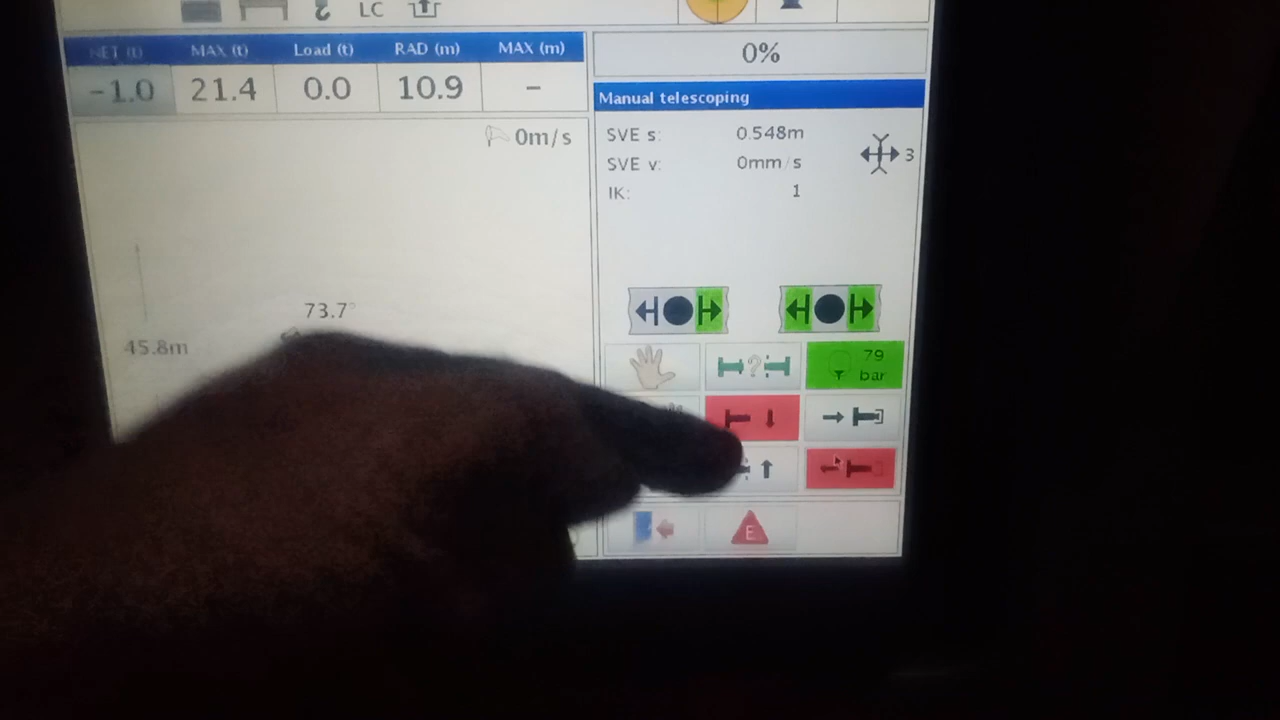 LC
NET (t) MAX (t) Load (t) RAD (m) MAX (m)
-1.0 21.4 0.0 10.9 -
0m/s
73.7°
45.8m
0%
Manual telescoping
SVE s: 0.548m
SVE v: 0mm/s
IK: 1
3
?
79
bar
E